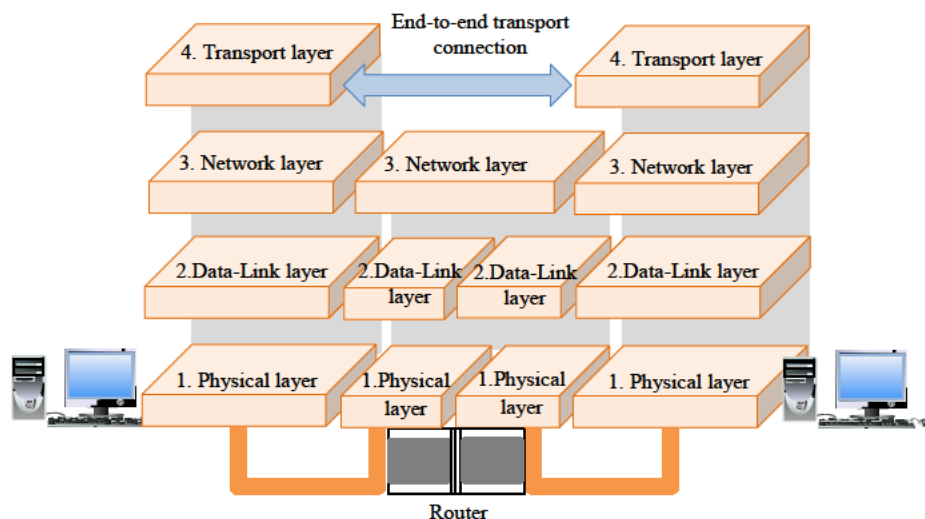 End-to-end transport
connection
4. Transport layer
4. Transport layer
3. Network layer
3. Network layer
3. Network layer
2.Data-Link layer
2.Data-Link
layer
2.Data-Link
layer
2.Data-Link layer
1. Physical layer
1.Physical
layer
1.Physical
layer
1. Physical layer
Router